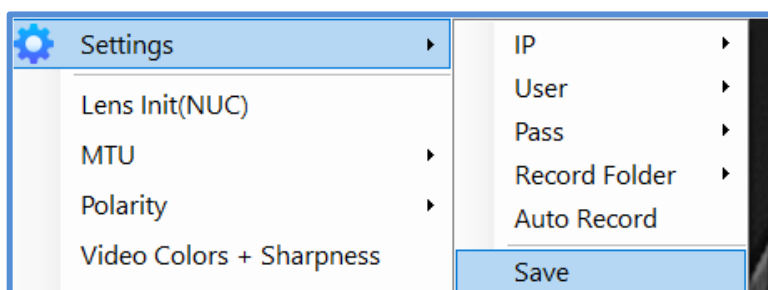 Settings
Lens Init(NUC)
MTU
Polarity
Video Colors + Sharpness
IP
User
Pass
Record Folder
Auto Record
Save